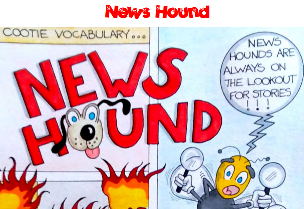 News Hound
COOTIE VOCABULARY...
NEWS
HOUND
NEWS
HOUNDS ARE
ALWAYS ON
THE LOOKOUT
FOR STORIES
!!!